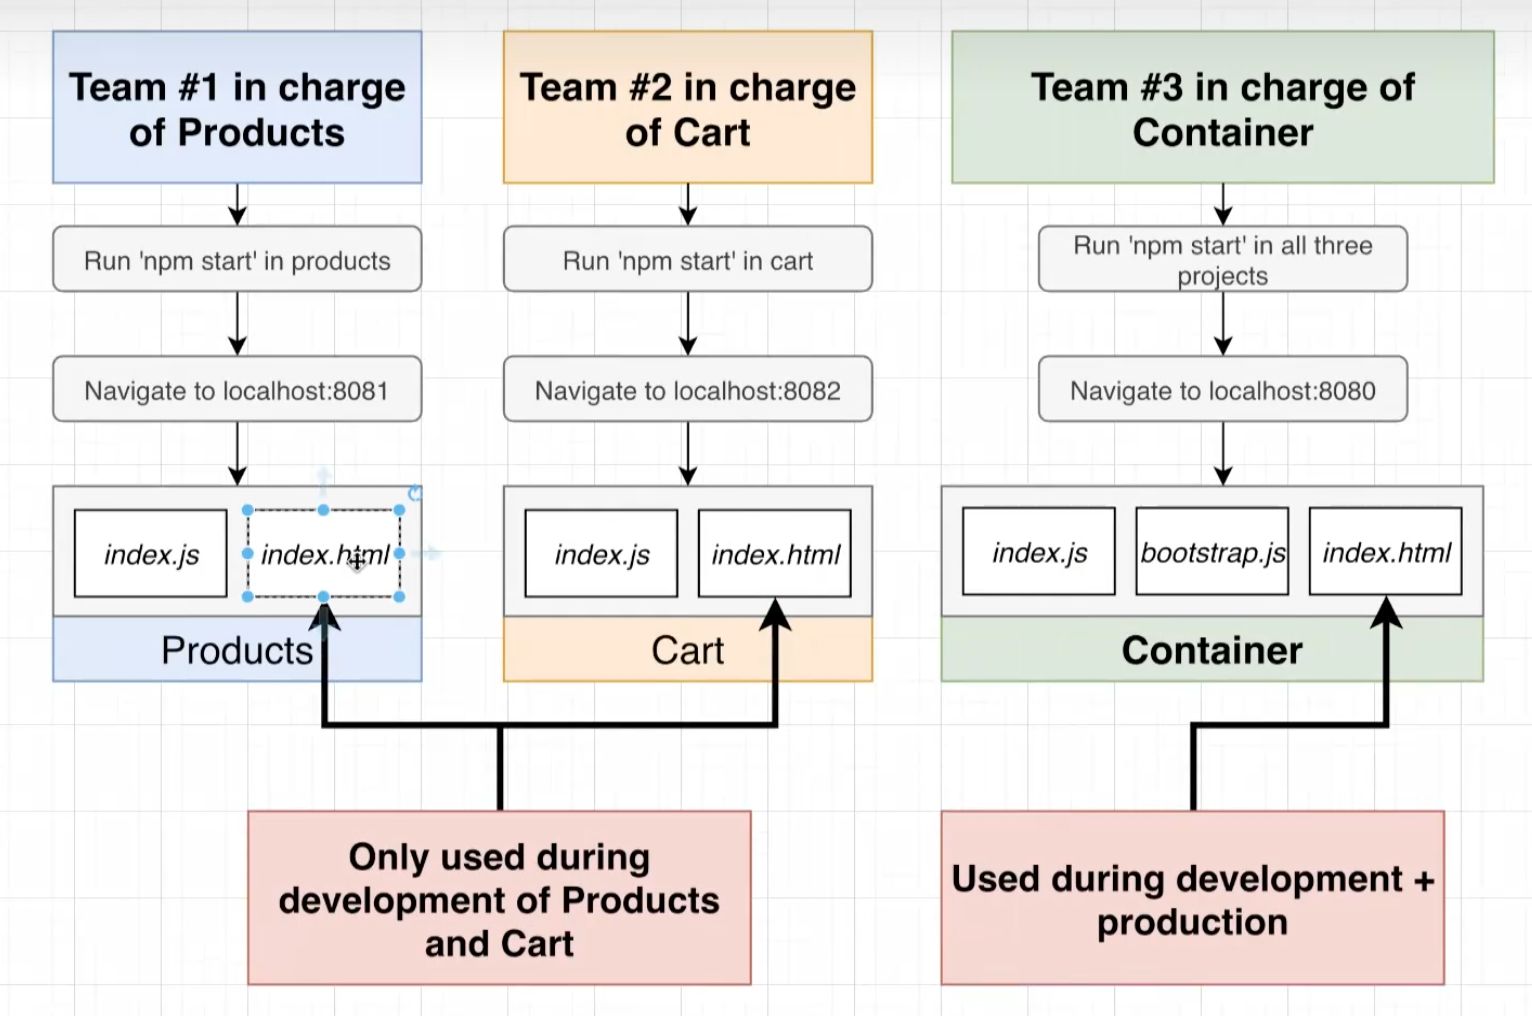 Team #1 in charge
of Products
Team #2 in charge
of Cart
Team #3 in charge of
Container
Run 'npm start' in products
Run 'npm start' in cart
Run 'npm start' in all three
projects
Navigate to localhost:8081
Navigate to localhost:8082
Navigate to localhost:8080
index.js
index.html
index.js
index.html
index.js
bootstrap.js
index.html
Products
Cart
Container
Only used during
development of Products
and Cart
Used during development +
production